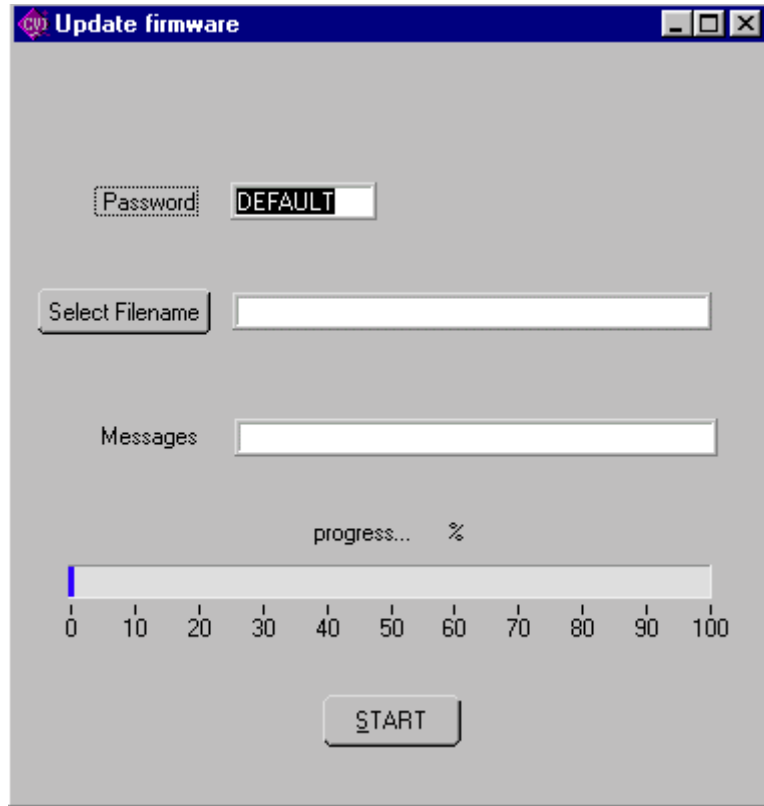 CVI Update firmware
Password DEFAULT
Select Filename
Messages
progress... %
0 10 20 30 40 50 60 70 80 90 100
START